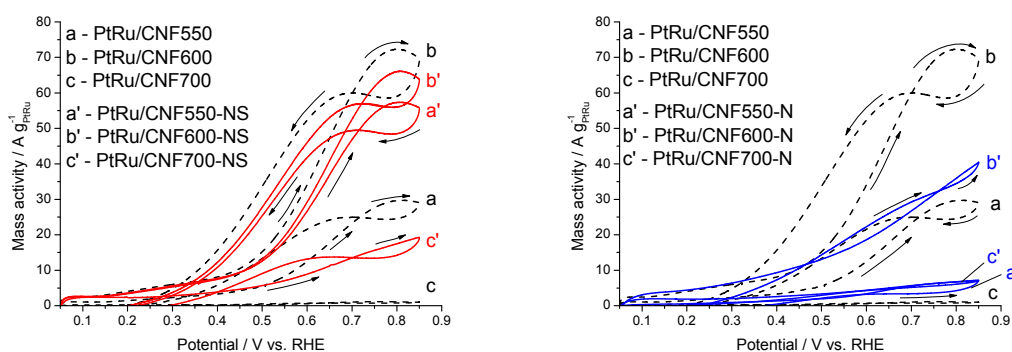 80
70
60
50
40
30
20
10
0
Mass activity / A g⁻¹PtRu
a - PtRu/CNF550
b - PtRu/CNF600
c - PtRu/CNF700
a' - PtRu/CNF550-NS
b' - PtRu/CNF600-NS
c' - PtRu/CNF700-NS
b
b'
a'
a
c'
c
0.1 0.2 0.3 0.4 0.5 0.6 0.7 0.8 0.9
Potential / V vs. RHE
80
70
60
50
40
30
20
10
0
Mass activity / A g⁻¹PtRu
a - PtRu/CNF550
b - PtRu/CNF600
c - PtRu/CNF700
a' - PtRu/CNF550-N
b' - PtRu/CNF600-N
c' - PtRu/CNF700-N
b
b'
a
c'
a
c
0.1 0.2 0.3 0.4 0.5 0.6 0.7 0.8 0.9
Potential / V vs. RHE